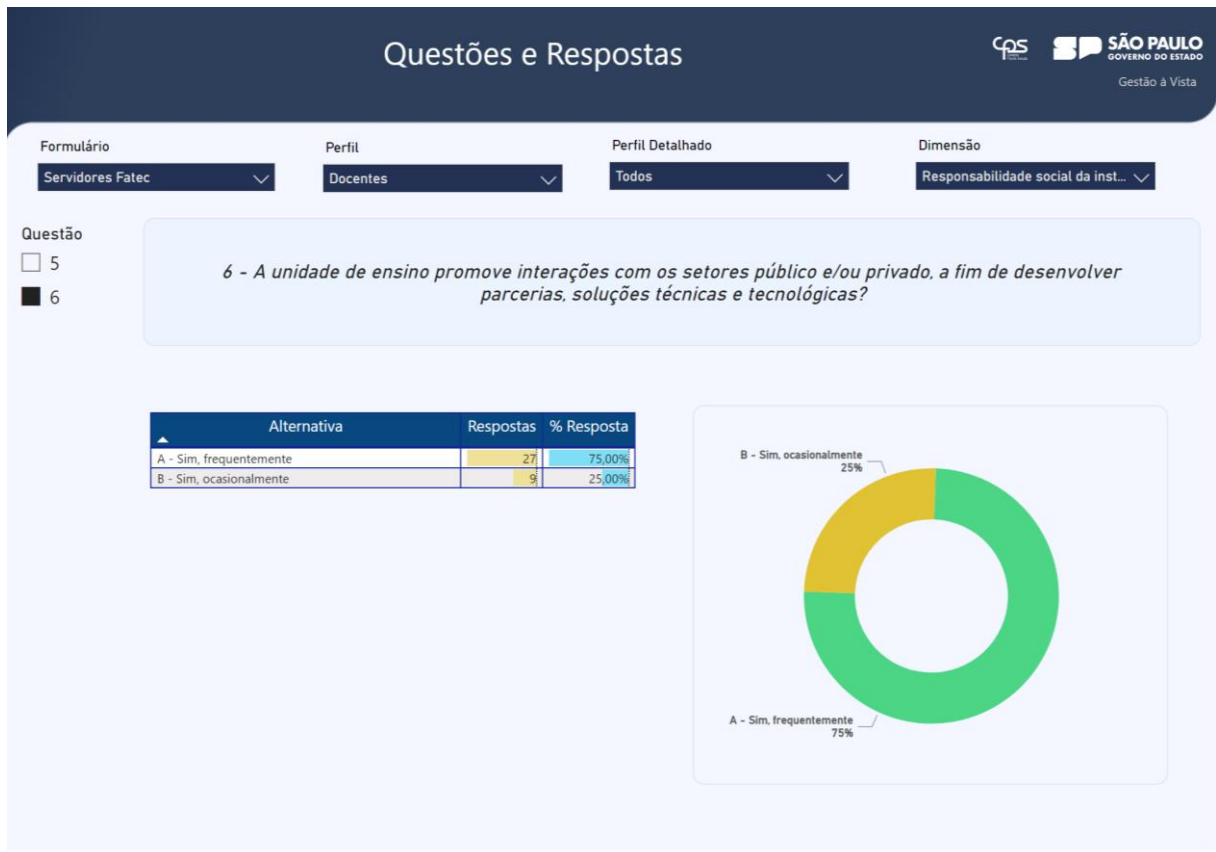 Questões e Respostas
cps
SÃO PAULO
GOVERNO DO ESTADO
Gestão à Vista
Formulário
Perfil
Perfil Detalhado
Dimensão
Servidores Fatec
Docentes
Todos
Responsabilidade social da inst...
Questão
5
6
6 - A unidade de ensino promove interações com os setores público e/ou privado, a fim de desenvolver
parcerias, soluções técnicas e tecnológicas?
Alternativa Respostas % Resposta
A - Sim, frequentemente 27 75,00%
B - Sim, ocasionalmente 9 25,00%
B - Sim, ocasionalmente
25%
A - Sim, frequentemente
75%